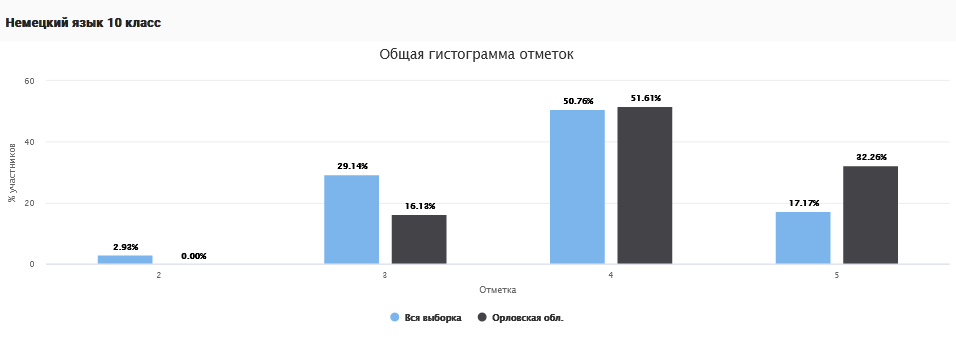 Немецкий язык 10 класс
Общая гистограмма отметок
60
40
20
0
% участников
2.93%
0.00%
29.14%
16.13%
50.76%
51.61%
17.17%
32.26%
2
3
4
5
Отметка
Вся выборка
Орловская обл.